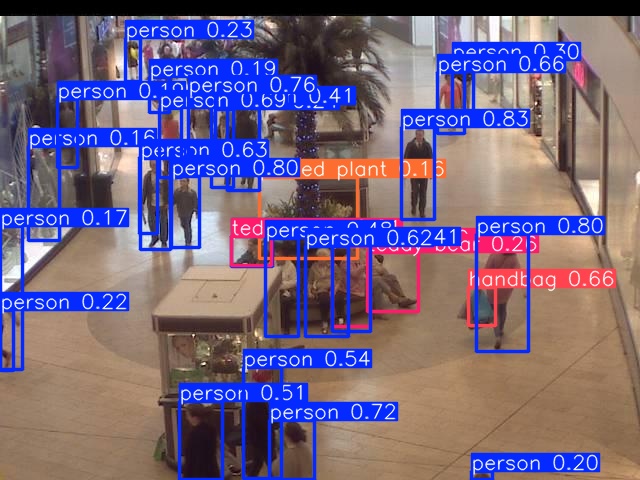 person 0.23
person 0.30
person 0.66
person 0.19
person 0.76
person 0.69
0.41
person 0.83
person 0.16
person 0.63
person 0.80
ed plant 0.16
person 0.17
ted
person 0.48
person 0.6241
person 0.80
0.26
handbag 0.66
person 0.22
person 0.54
person 0.51
person 0.72
person 0.20